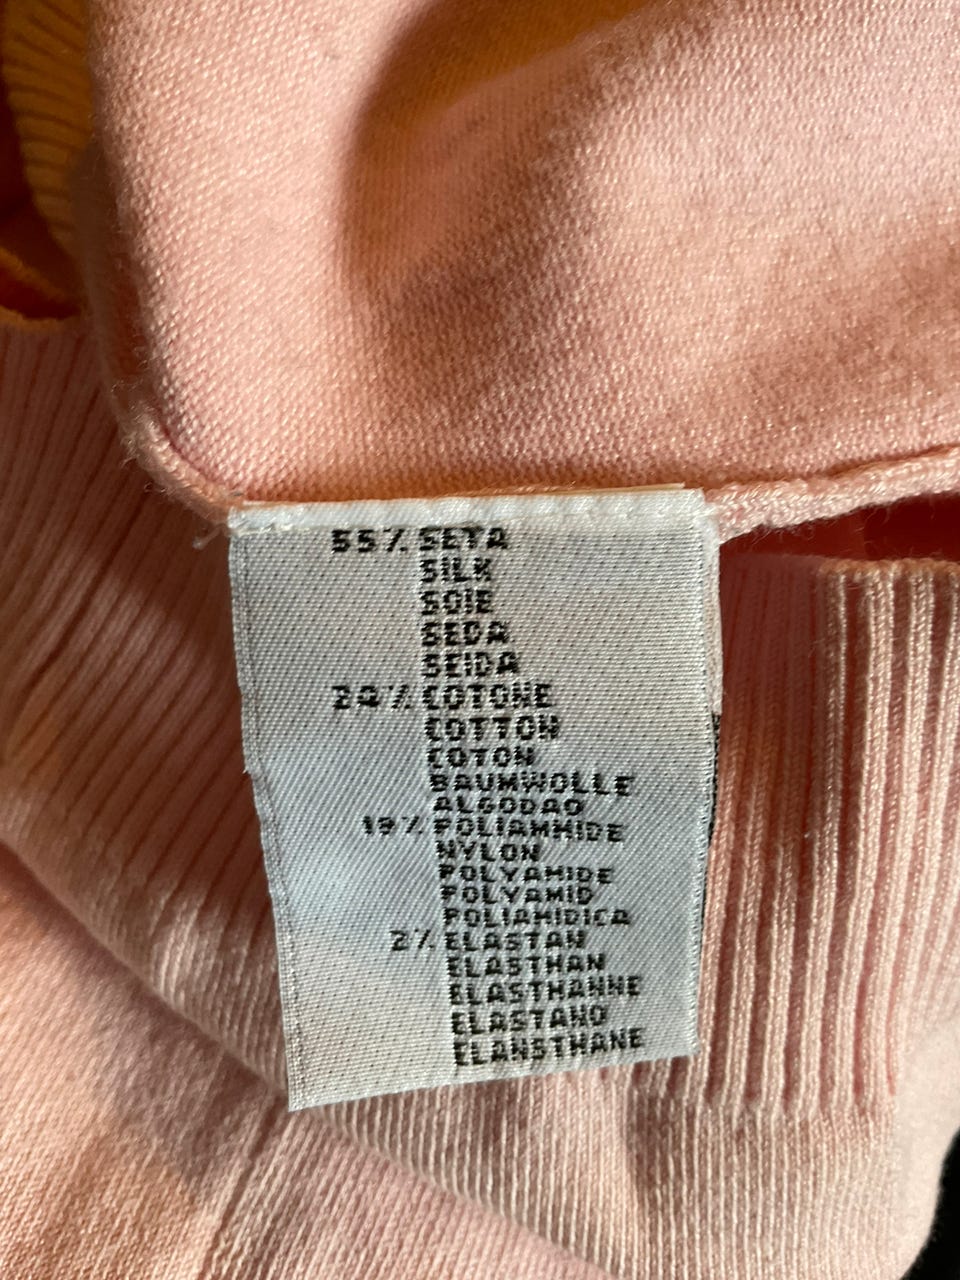 55% SETA
SILK
SOIE
SEDA
SEIDA
24% COTONE
COTTON
COTON
BAUMWOLLE
ALGODAO
19% POLIAMMIDE
NYLON
POLYAMIDE
POLYAMID
POLIAMIDICA
2% ELASTAN
ELASTHAN
ELASTHANNE
ELASTANO
ELANSTHANE